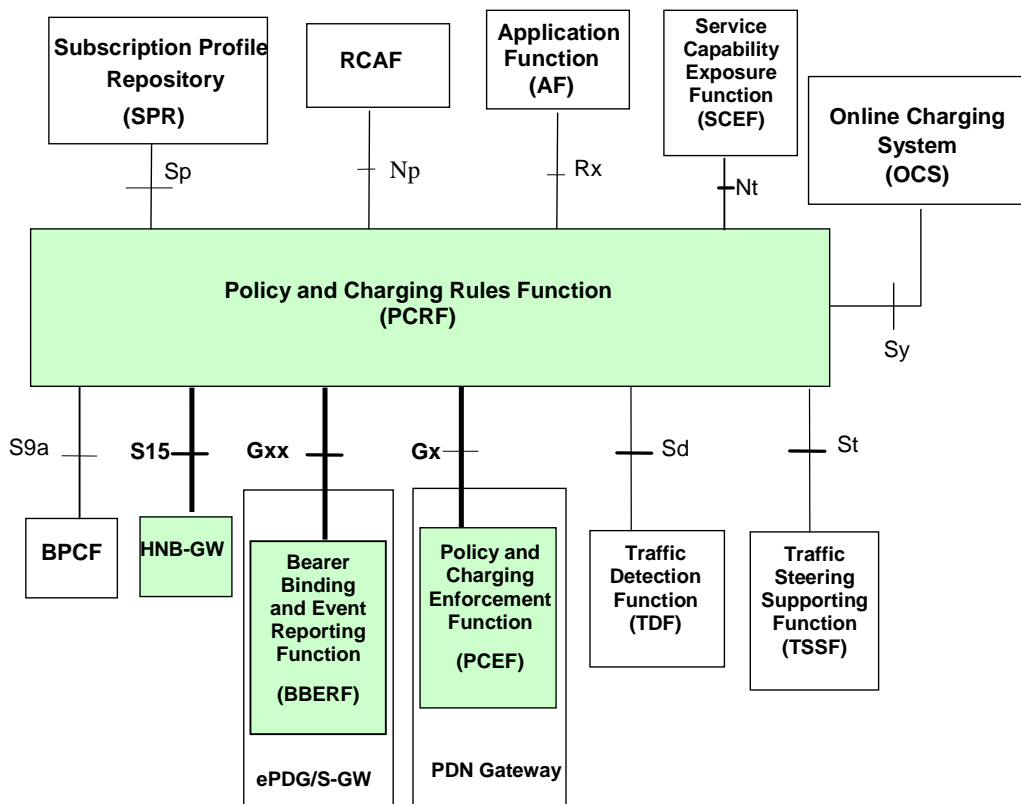 Subscription Profile
Repository
(SPR)
RCAF
Application
Function
(AF)
Service
Capability
Exposure
Function
(SCEF)
Online Charging
System
(OCS)
Sp
Np
Rx
Nt
Sy
Policy and Charging Rules Function
(PCRF)
S9a
S15
Gxx
Gx
Sd
St
BPCF
HNB-GW
Bearer
Binding
and Event
Reporting
Function
(BBERF)
ePDG/S-GW
Policy and
Charging
Enforcement
Function
(PCEF)
PDN Gateway
Traffic
Detection
Function
(TDF)
Traffic
Steering
Supporting
Function
(TSSF)